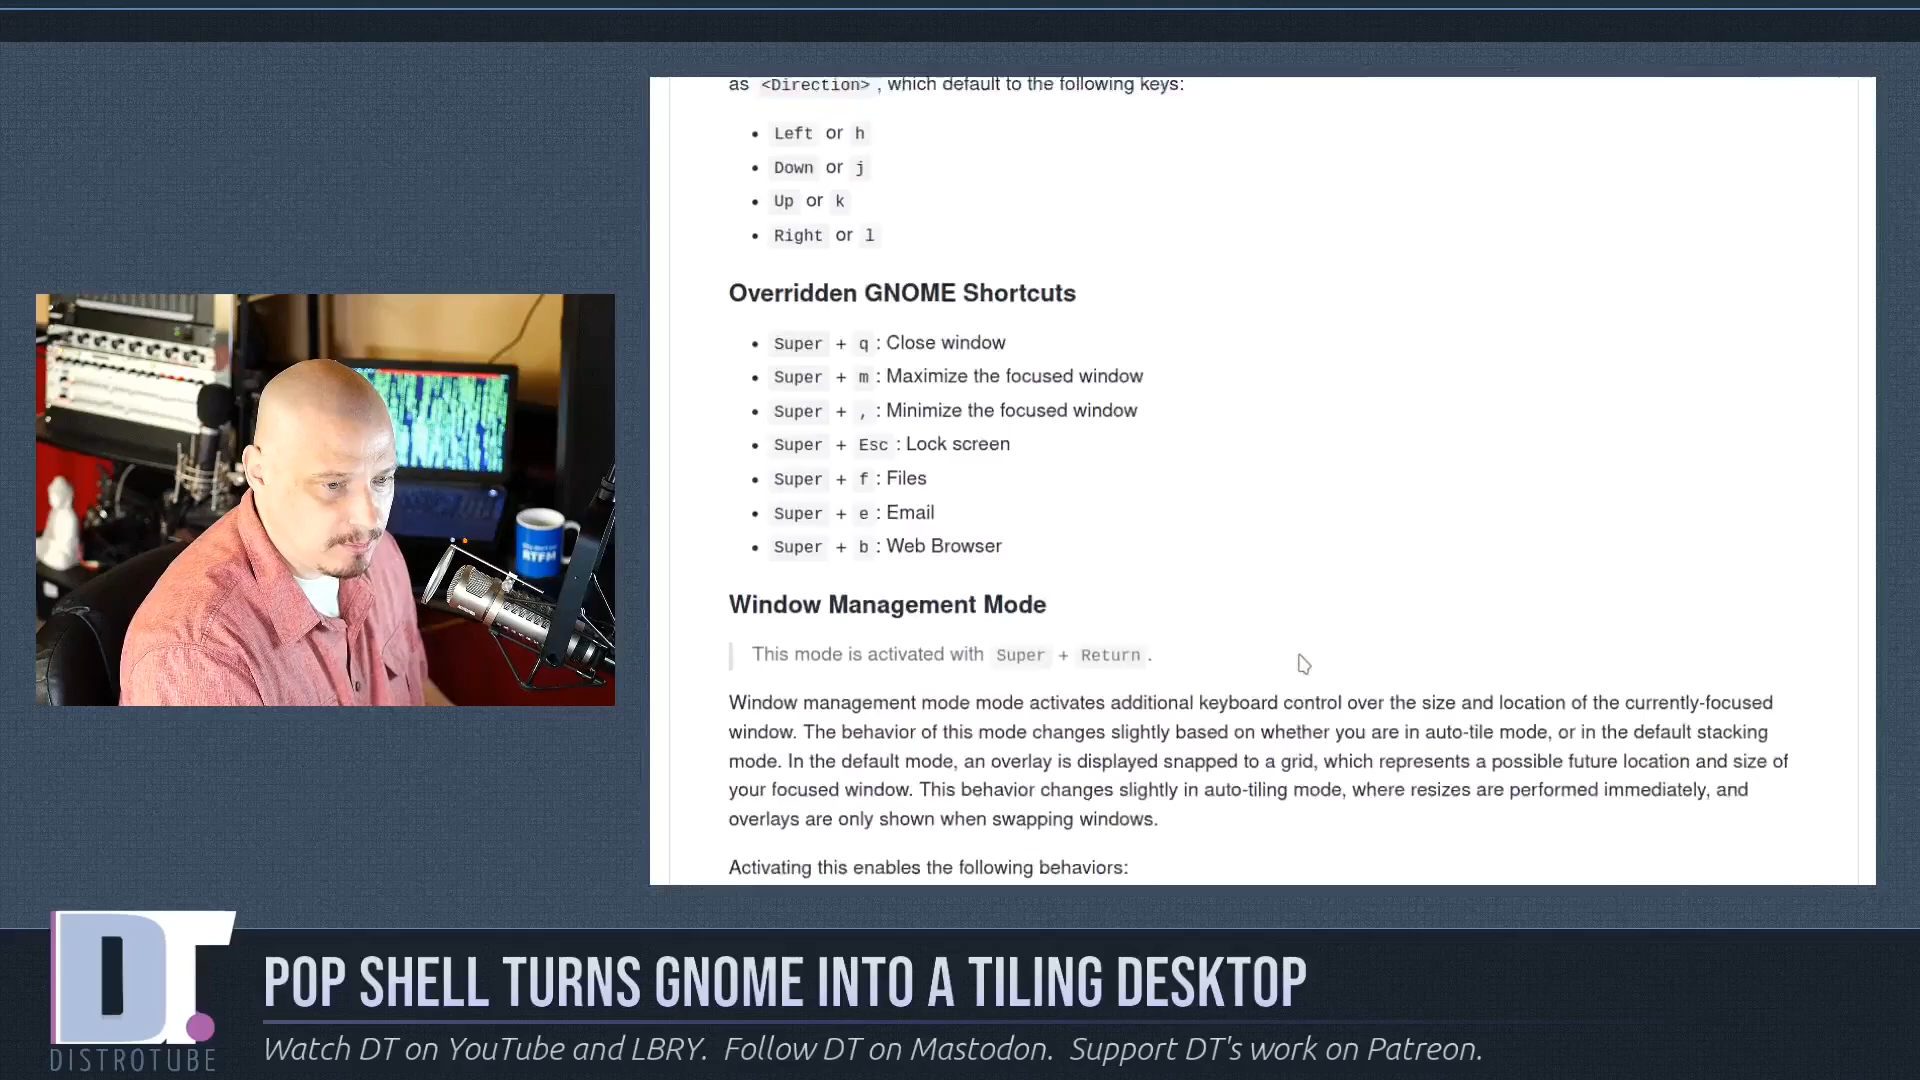 as <Direction> , which default to the following keys:
• Left or h
• Down or j
• Up or k
• Right or l
Overridden GNOME Shortcuts
• Super + q : Close window
• Super + m : Maximize the focused window
• Super + , : Minimize the focused window
• Super + Esc : Lock screen
• Super + f : Files
• Super + e : Email
• Super + b : Web Browser
Window Management Mode
This mode is activated with Super + Return .
Window management mode mode activates additional keyboard control over the size and location of the currently-focused
window. The behavior of this mode changes slightly based on whether you are in auto-tile mode, or in the default stacking
mode. In the default mode, an overlay is displayed snapped to a grid, which represents a possible future location and size of
your focused window. This behavior changes slightly in auto-tiling mode, where resizes are performed immediately, and
overlays are only shown when swapping windows.
Activating this enables the following behaviors:
RTFM
DT
DISTROTUBE
POP SHELL TURNS GNOME INTO A TILING DESKTOP
Watch DT on YouTube and LBRY. Follow DT on Mastodon. Support DT's work on Patreon.